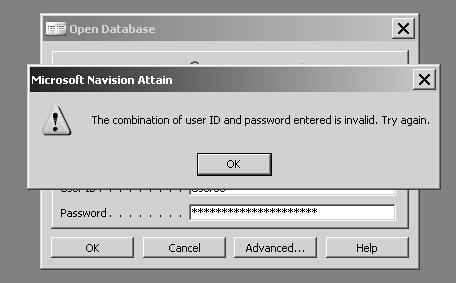 Open Database
Microsoft Navision Attain
The combination of user ID and password entered is invalid. Try again.
OK
User ID . . . . . . . . .
Password . . . . . . . . *********************
OK Cancel Advanced... Help